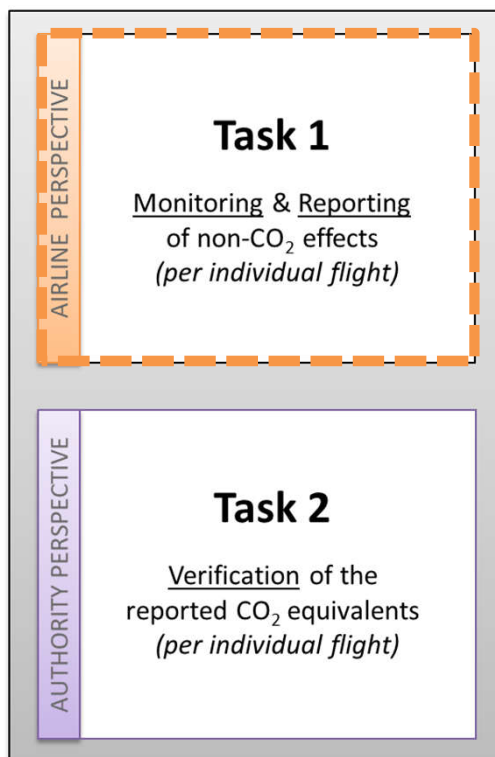 AIRLINE PERSPECTIVE
Task 1
Monitoring & Reporting
of non-CO₂ effects
(per individual flight)
AUTHORITY PERSPECTIVE
Task 2
Verification of the
reported CO₂ equivalents
(per individual flight)